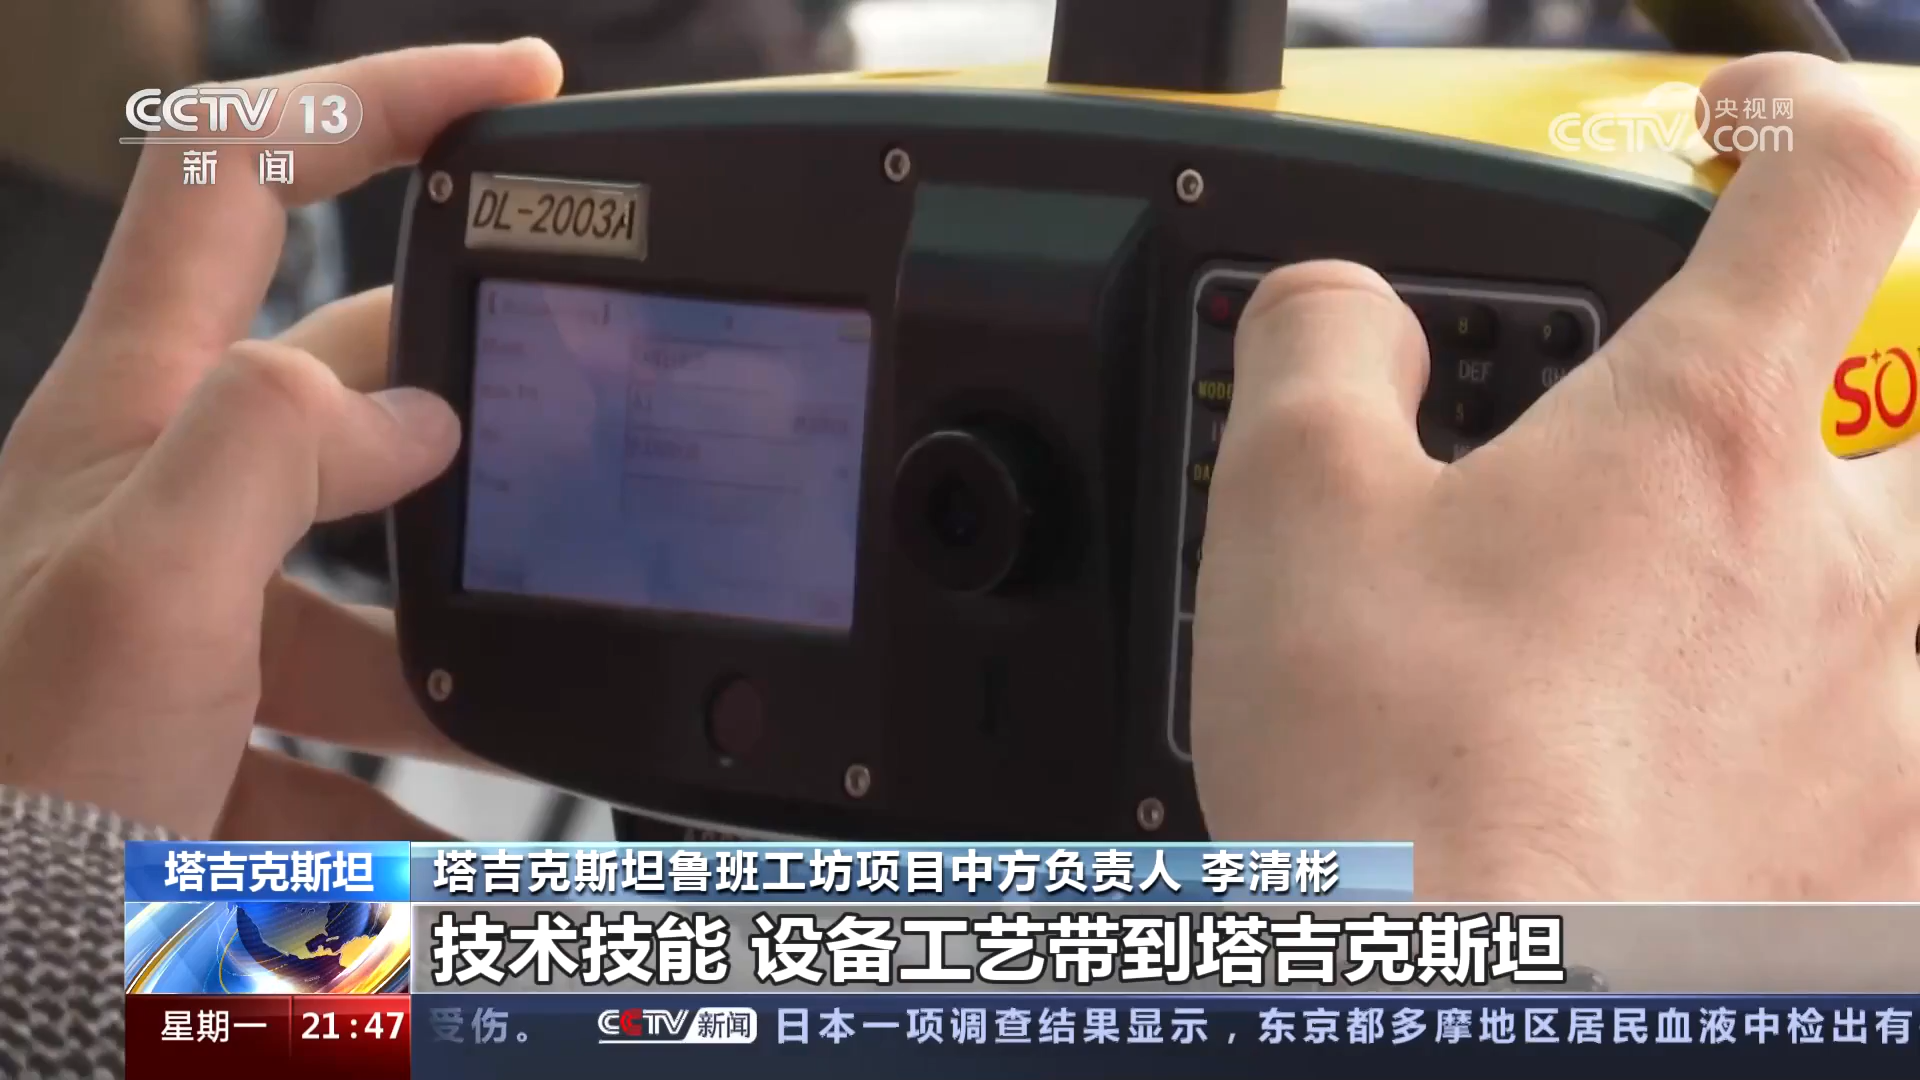 CCTV 13
新闻
央视网
CCTV.com
DL-2003A
8
9
DEF
5
SO
塔吉克斯坦
塔吉克斯坦鲁班工坊项目中方负责人 李清彬
技术技能 设备工艺带到塔吉克斯坦
星期一 21:47
受伤。 CCTV新闻 日本一项调查结果显示，东京都多摩地区居民血液中检出有